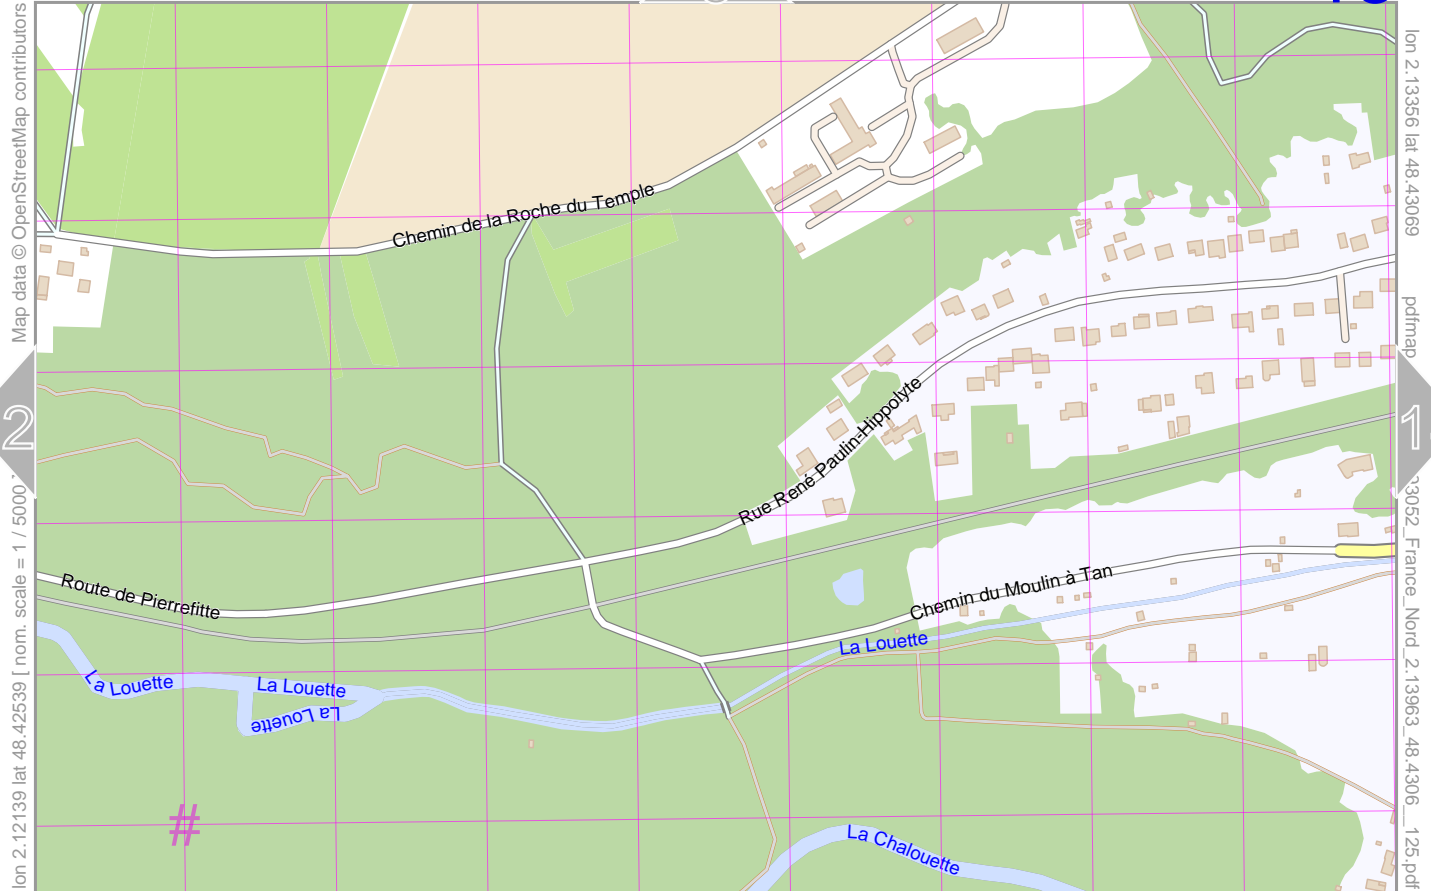 Map data © OpenStreetMap contributors
lon 2.12139 lat 48.42539 [ nom. scale = 1 / 5000
lon 2.13356 lat 48.43069
pdfmap
93052_France_Nord_2.13963_48.4306__125.pdf
2
1
Chemin de la Roche du Temple
Rue René Paulin-Hippolyte
Route de Pierrefitte
Chemin du Moulin à Tan
La Louette
La Louette
La Louette
La Louette
#
La Chalouette